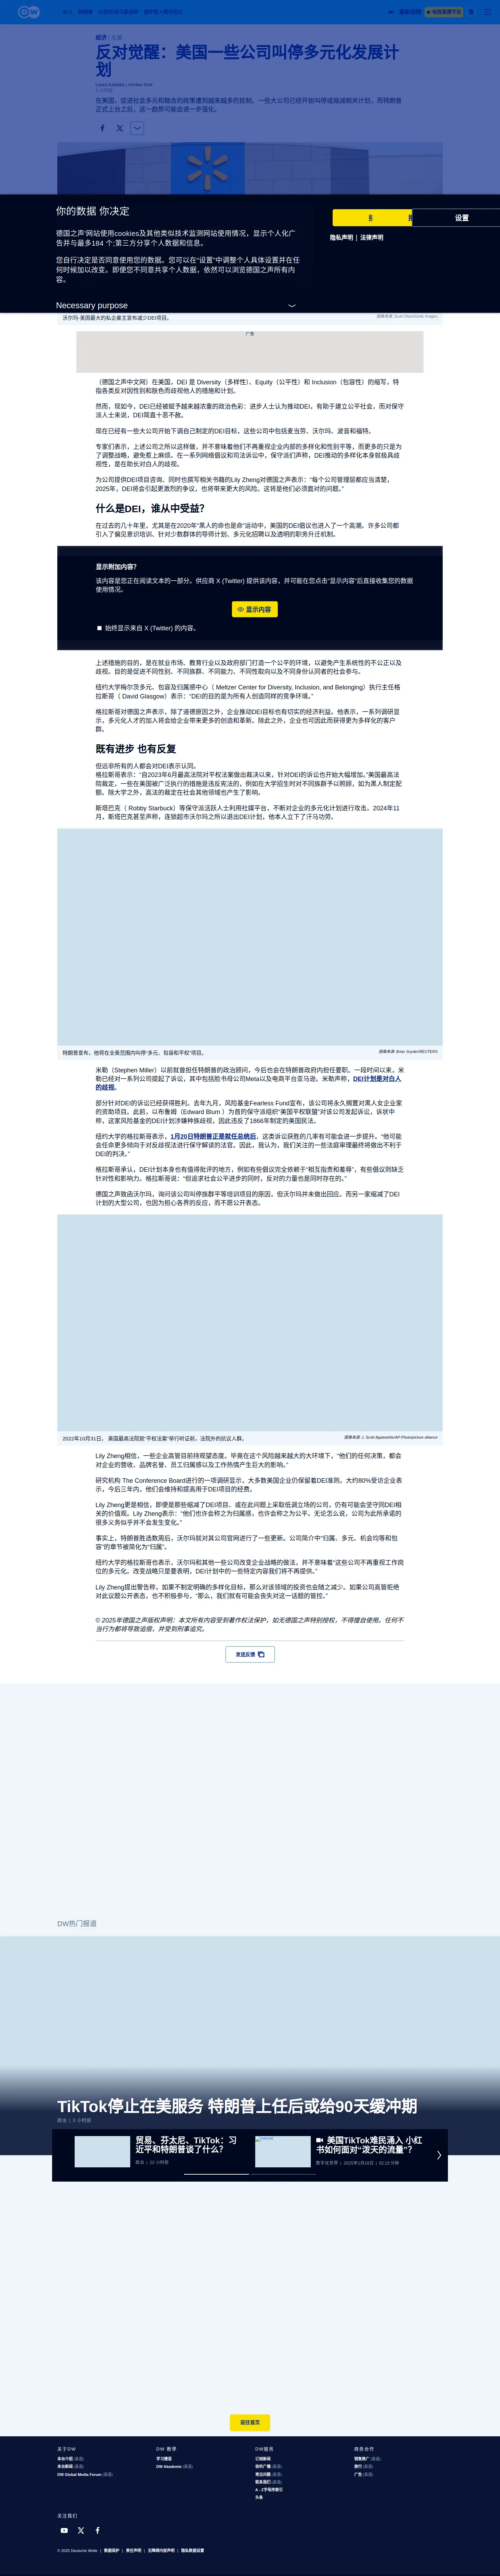 DW
最新视频
电视直播节目
经济 | 北美
反对觉醒：美国一些公司叫停多元化发展计
划
在美国，促进社会多元和融合的政策遭到越来越多的抵制。一些大公司已经开始叫停或缩减相关计划，而特朗普
正式上台之后，这一趋势可能会进一步强化。
你的数据 你决定
德国之声网站使用cookies及其他类似技术监测网站使用情况，显示个人化广
告并与最多184 个;第三方分享个人数据和信息。
您自行决定是否同意使用您的数据。您可以在"设置"中调整个人具体设置并在任
何时候加以改变。即便您不同意共享个人数据，依然可以浏览德国之声所有内
容。
Necessary purpose
设置
隐私声明 | 法律声明
沃尔玛-美国最大的私企雇主宣布减少DEI项目。
图像来源: Scott Olson/Getty Images
广告
（德国之声中文网）在美国，DEI 是 Diversity（多样性）、Equity（公平性）和 Inclusion（包容性）的缩写，特
指各类反对因性别和肤色而歧视他人的措施和计划。
然而，现如今，DEI已经被赋予越来越浓重的政治色彩：进步人士认为推动DEI，有助于建立公平社会，而对保守
派人士来说，DEI简直十恶不赦。
现在已经有一些大公司开始下调自己制定的DEI目标，这些公司中包括麦当劳、沃尔玛、波音和福特。
专家们表示，上述公司之所以这样做，并不意味着他们不再重视企业内部的多样化和性别平等，而更多的只是为
了调整战略，避免惹上麻烦。在一系列网络倡议和司法诉讼中，保守派们声称，DEI推动的多样化本身就极具歧
视性，是在助长对白人的歧视。
为公司提供DEI项目咨询、同时也撰写相关书籍的Lily Zheng对德国之声表示：“每个公司管理层都应当清楚，
2025年，DEI将会引起更激烈的争议，也将带来更大的风险。这将是他们必须面对的问题。”
什么是DEI，谁从中受益？
在过去的几十年里，尤其是在2020年“黑人的命也是命”运动中，美国的DEI倡议也进入了一个高潮。许多公司都
引入了偏见意识培训、针对少数群体的导师计划、多元化招聘以及透明的职务升迁机制。
显示附加内容？
该内容是您正在阅读文本的一部分。供应商 X (Twitter) 提供该内容，并可能在您点击“显示内容”后直接收集您的数据
使用情况。
显示内容
始终显示来自 X (Twitter) 的内容。
上述措施的目的，是在就业市场、教育行业以及政府部门打造一个公平的环境，以避免产生系统性的不公正以及
歧视。目的是促进不同性别、不同族群、不同能力、不同性取向以及不同身份认同者的社会参与。
纽约大学梅尔茨多元、包容及归属感中心（ Meltzer Center for Diversity, Inclusion, and Belonging）执行主任格
拉斯哥（ David Glasgow）表示：“DEI的目的是为所有人创造同样的竞争环境。”
格拉斯哥对德国之声表示，除了道德原因之外，企业推动DEI目标也有切实的经济利益。他表示，一系列调研显
示，多元化人才的加入将会给企业带来更多的创造和革新。除此之外，企业也可因此而获得更为多样化的客户
群。
既有进步 也有反复
但远非所有的人都会对DEI表示认同。
格拉斯哥表示：“自2023年6月最高法院对平权法案做出裁决以来，针对DEI的诉讼也开始大幅增加。”美国最高法
院裁定，一些在美国被广泛执行的措施是违反宪法的，例如在大学招生时对不同族群予以照顾，如为黑人制定配
额。除大学之外，高法的裁定在社会其他领域也产生了影响。
斯塔巴克（ Robby Starbuck）等保守派活跃人士利用社媒平台，不断对企业的多元化计划进行攻击。2024年11
月，斯塔巴克甚至声称，连锁超市沃尔玛之所以退出DEI计划，他本人立下了汗马功劳。
特朗普宣布，他将在全美范围内叫停“多元、包容和平权”项目。
图像来源: Brian Snyder/REUTERS
米勒（Stephen Miller）以前就曾担任特朗普的政治顾问，今后也会在特朗普政府内担任要职。一段时间以来，米
勒已经对一系列公司提起了诉讼，其中包括脸书母公司Meta以及电商平台亚马逊。米勒声称，DEI计划是对白人
的歧视。
部分针对DEI的诉讼已经获得胜利。去年九月，风险基金Fearless Fund宣布，该公司将永久搁置对黑人女企业家
的资助项目。此前，以布鲁姆（Edward Blum ）为首的保守派组织“美国平权联盟”对该公司发起诉讼，诉状中
称，这家风险基金的DEI计划涉嫌种族歧视，因此违反了1866年制定的美国民法。
纽约大学的格拉斯哥表示，1月20日特朗普正是就任总统后，这类诉讼获胜的几率有可能会进一步提升。“他可能
会任命更多倾向于对反歧视法进行保守解读的法官。因此，我认为，我们关注的一些法庭审理最终将做出不利于
DEI的判决。”
格拉斯哥承认，DEI计划本身也有值得批评的地方，例如有些倡议完全依赖于“相互指责和羞辱”，有些倡议则缺乏
针对性和影响力。格拉斯哥说：“但追求社会公平进步的同时，反对的力量也是同时存在的。”
德国之声致函沃尔玛，询问该公司叫停族群平等培训项目的原因，但沃尔玛并未做出回应。而另一家缩减了DEI
计划的大型公司，也因为担心各界的反应，而不愿公开表态。
2022年10月31日， 美国最高法院就“平权法案”举行听证前，法院外的抗议人群。
图像来源: J. Scott Applewhite/AP Photo/picture alliance
Lily Zheng相信，一些企业高管目前持观望态度。毕竟在这个风险越来越大的大环境下，“他们的任何决策，都会
对企业的营收、品牌名誉、员工归属感以及工作热情产生巨大的影响。”
研究机构 The Conference Board进行的一项调研显示，大多数美国企业仍保留着DEI准则。大约80%受访企业表
示，今后三年内，他们会维持和提高用于DEI项目的经费。
Lily Zheng更是相信，即便是那些缩减了DEI项目、或在此问题上采取低调立场的公司，仍有可能会坚守同DEI相
关的价值观。Lily Zheng表示：“他们也许会称之为归属感，也许会称之为公平。无论怎么说，公司为此所承诺的
很多义务似乎并不会发生变化。”
事实上，特朗普胜选数周后，沃尔玛就对其公司官网进行了一些更新。公司简介中“归属、多元、机会均等和包
容”的章节被简化为“归属”。
纽约大学的格拉斯哥也表示，沃尔玛和其他一些公司改变企业战略的做法，并不意味着“这些公司不再重视工作岗
位的多元化。改变战略只是要表明，DEI计划中的一些特定内容我们将不再提供。”
Lily Zheng提出警告称，如果不制定明确的多样化目标，那么对该领域的投资也会随之减少。如果公司高管拒绝
对此议题公开表态，也不积极参与，“那么，我们就有可能会丧失对这一话题的管控。”
© 2025年德国之声版权声明：本文所有内容受到著作权法保护，如无德国之声特别授权，不得擅自使用。任何不
当行为都将导致追偿，并受到刑事追究。
发送反馈
DW热门报道
TikTok停止在美服务 特朗普上任后或给90天缓冲期
政治 | 3 小时前
贸易、芬太尼、TikTok：习
近平和特朗普谈了什么？
政治 | 22 小时前
美国TikTok难民涌入 小红
书如何面对“泼天的流量”？
数字化世界 | 2025年1月16日 | 02:13 分钟
前往首页
关于DW
本台介绍 (英语)
本台新闻 (英语)
DW Global Media Forum (英语)
DW 教学
学习德语
DW Akademie (英语)
DW服务
订阅新闻
收听广播 (英语)
常见问题 (英语)
联系我们 (英语)
A - Z字母序索引
头条
商务合作
销售推广 (英语)
旅行 (英语)
广告 (英语)
关注我们
© 2025 Deutsche Welle | 数据保护 | 责任声明 | 无障碍内容声明 | 隐私数据设置